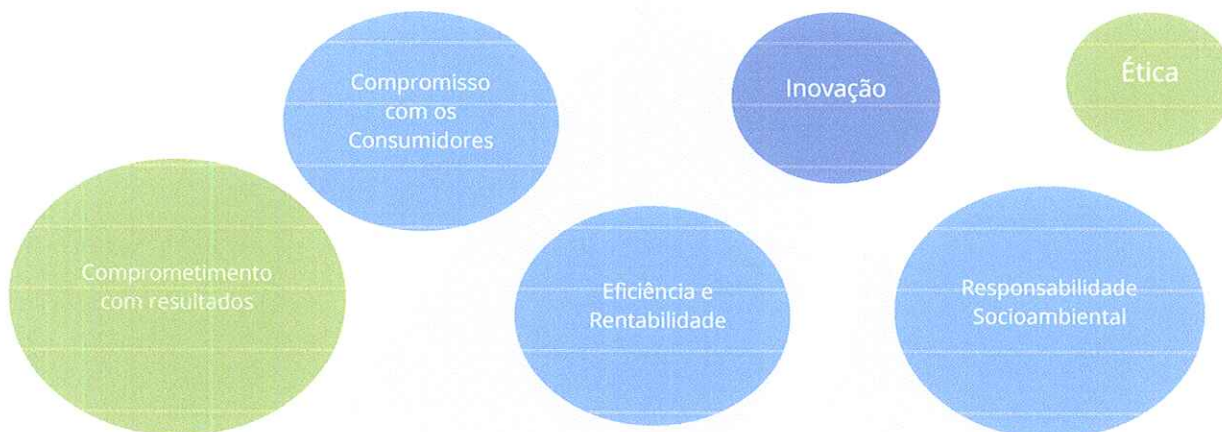 Compromisso
com os
Consumidores
Inovação
Ética
Comprometimento
com resultados
Eficiência e
Rentabilidade
Responsabilidade
Socioambiental